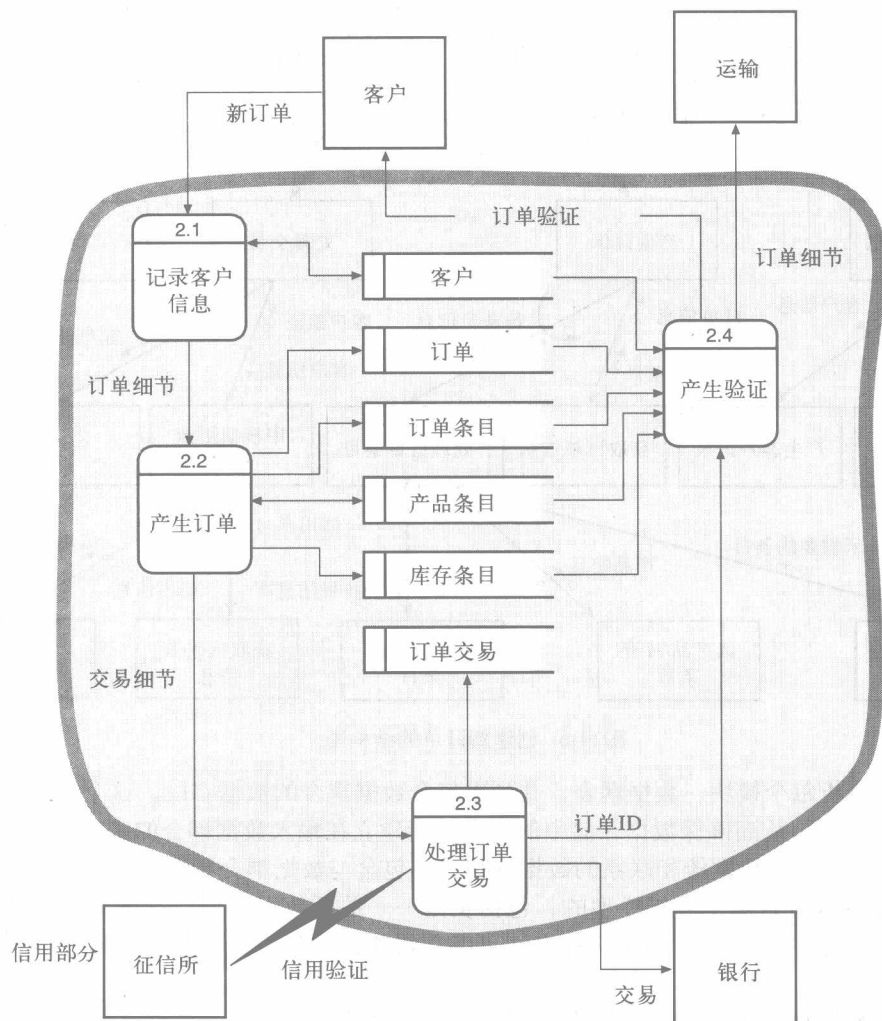 客户
运输
新订单
订单验证
2.1
记录客户
信息
客户
订单细节
订单
2.4
产生验证
订单细节
订单条目
2.2
产生订单
产品条目
库存条目
订单交易
交易细节
2.3
处理订单
交易
订单ID
信用部分
征信所
信用验证
交易
银行